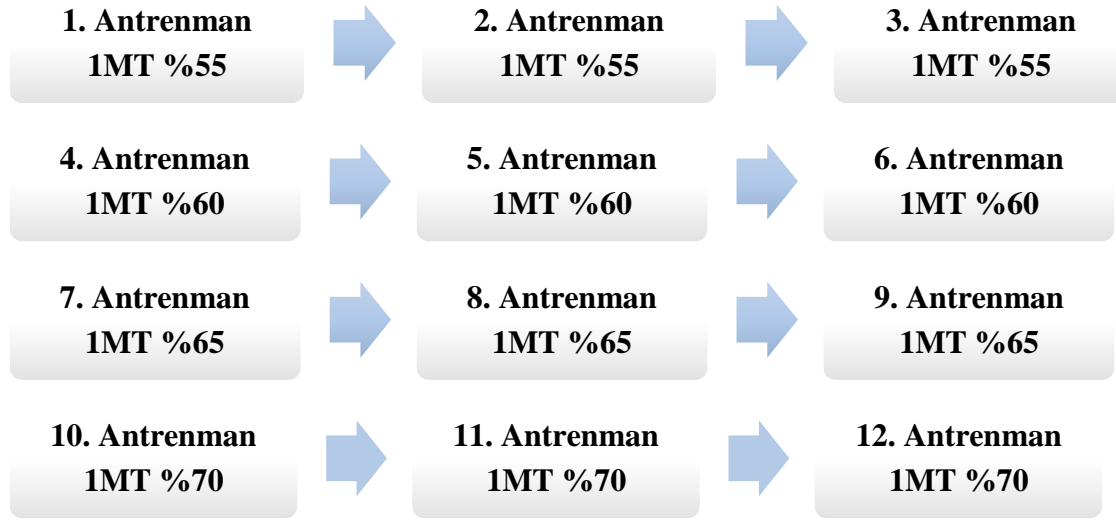 1. Antrenman
1MT %55
2. Antrenman
1MT %55
3. Antrenman
1MT %55
4. Antrenman
1MT %60
5. Antrenman
1MT %60
6. Antrenman
1MT %60
7. Antrenman
1MT %65
8. Antrenman
1MT %65
9. Antrenman
1MT %65
10. Antrenman
1MT %70
11. Antrenman
1MT %70
12. Antrenman
1MT %70